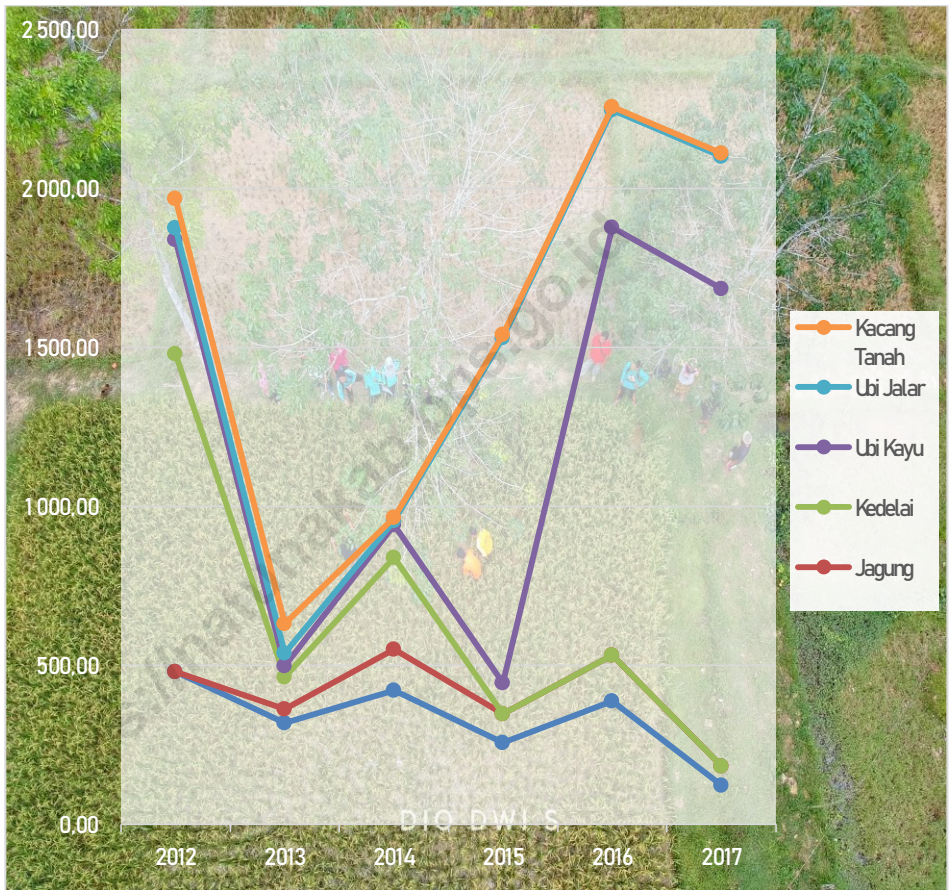 2 500,00
2 000,00
1 500,00
1 000,00
500,00
0,00
2012
2013
2014
2015
2016
2017
Kacang
Tanah
Ubi Jalar
Ubi Kayu
Kedelai
Jagung
DIO DWI S